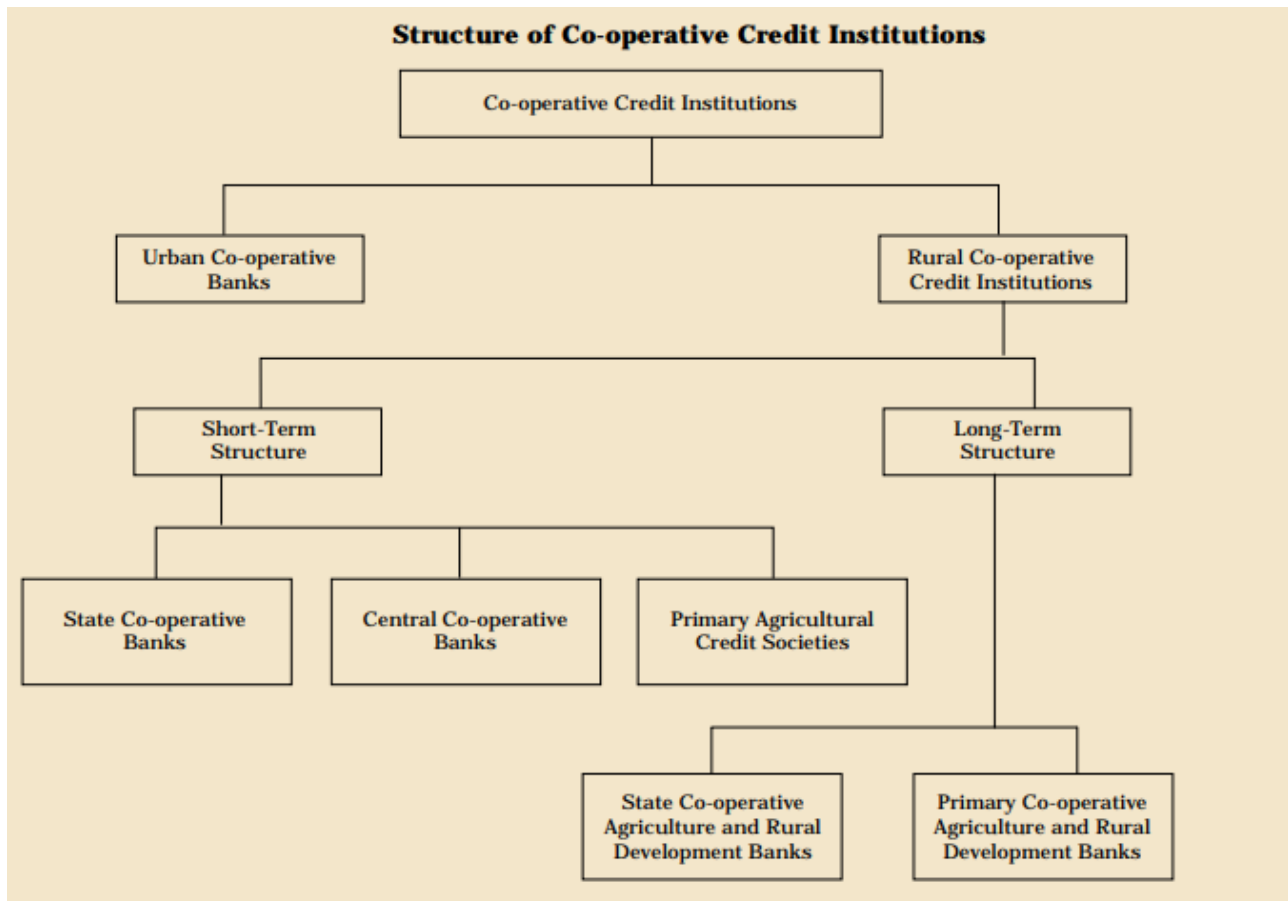 Structure of Co-operative Credit Institutions
Co-operative Credit Institutions
Urban Co-operative
Banks
Rural Co-operative
Credit Institutions
Short-Term
Structure
Long-Term
Structure
State Co-operative
Banks
Central Co-operative
Banks
Primary Agricultural
Credit Societies
State Co-operative
Agriculture and Rural
Development Banks
Primary Co-operative
Agriculture and Rural
Development Banks